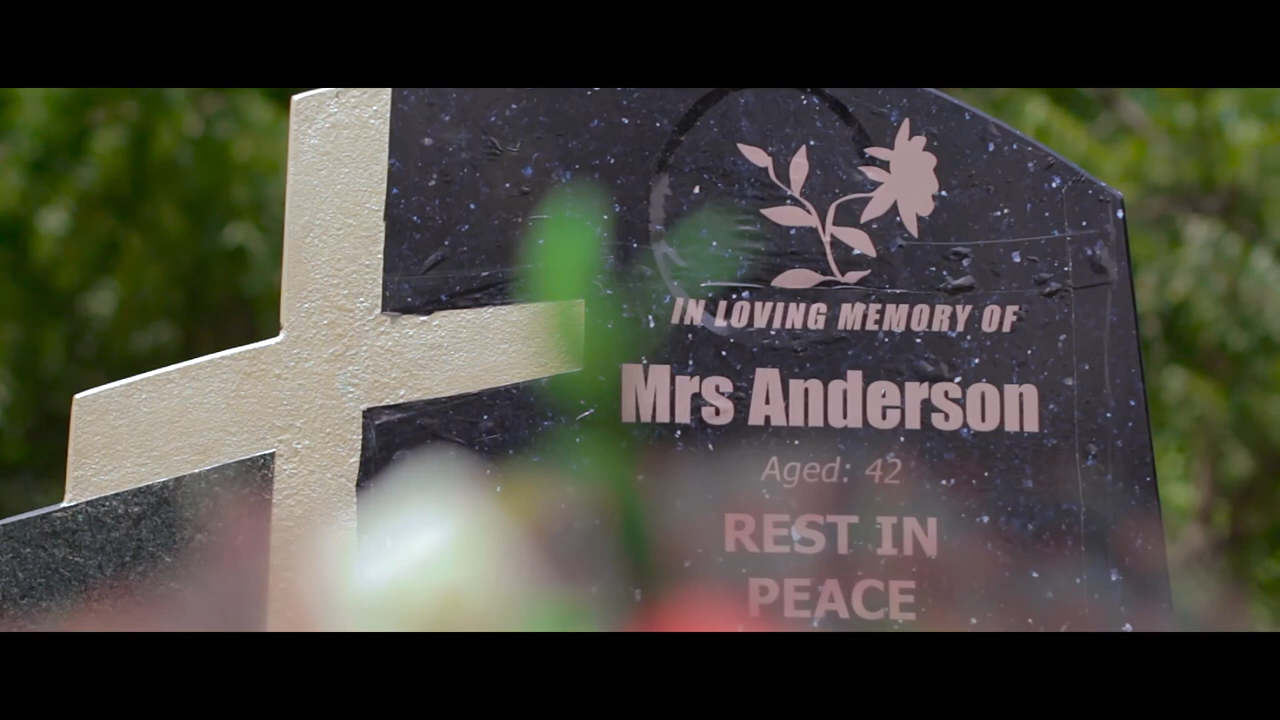 IN LOVING MEMORY OF
Mrs Anderson
Aged: 42
REST IN
PEACE